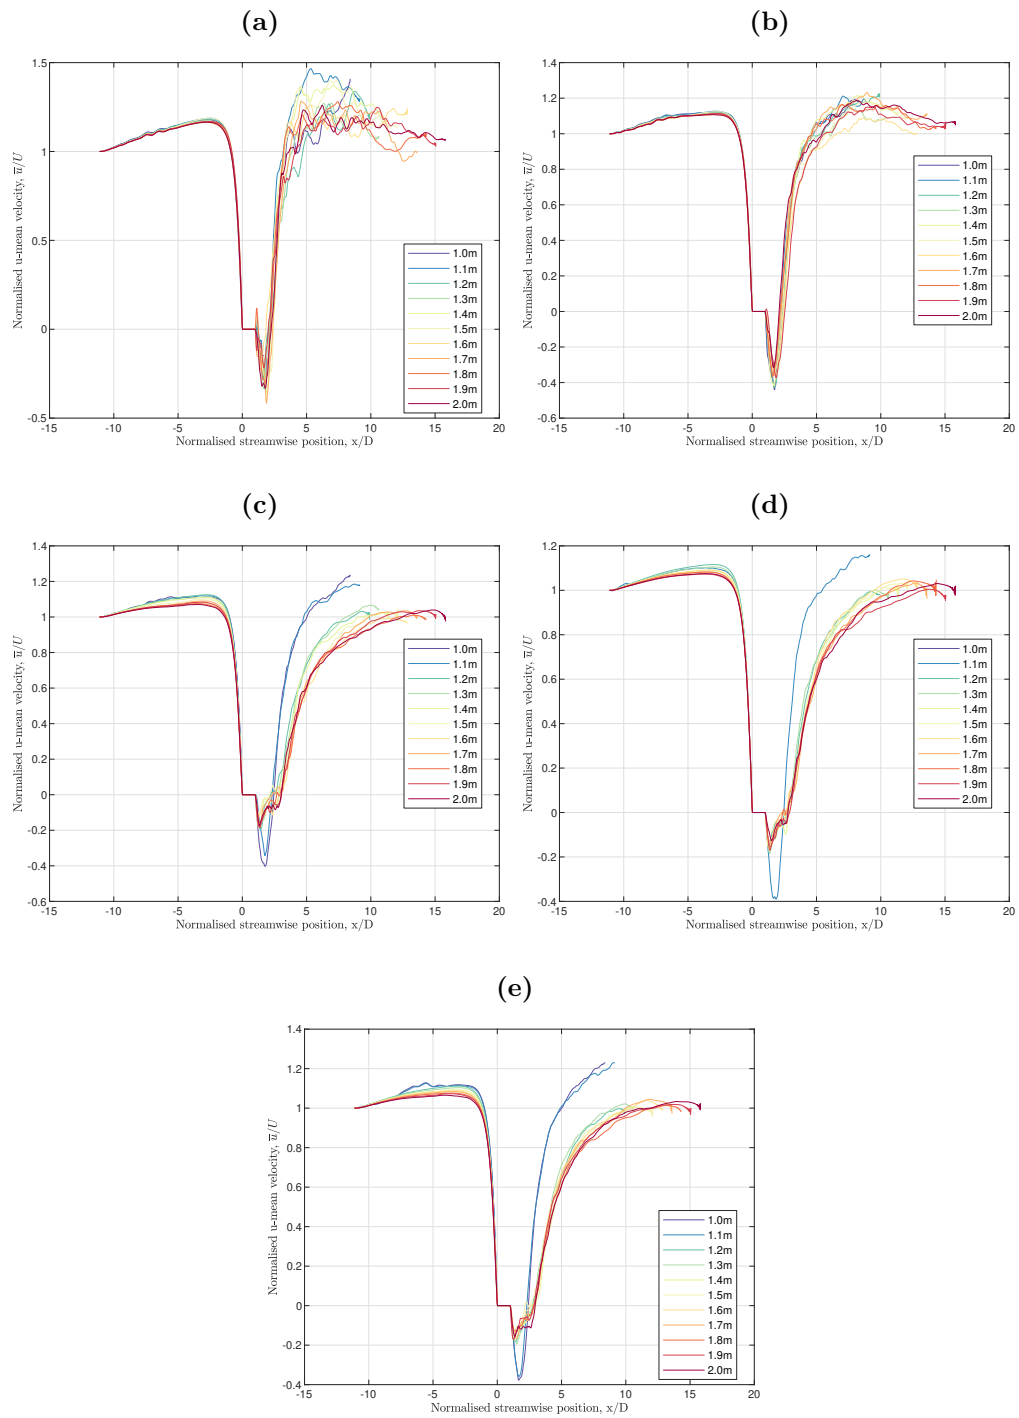 (a)
Normalised u-mean velocity, u̅/U
1.5
1
0.5
0
-0.5
-15 -10 -5 0 5 10 15 20
Normalised streamwise position, x/D
1.0m
1.1m
1.2m
1.3m
1.4m
1.5m
1.6m
1.7m
1.8m
1.9m
2.0m
(b)
Normalised u-mean velocity, u̅/U
1.4
1.2
1
0.8
0.6
0.4
0.2
0
-0.2
-0.4
-0.6
-15 -10 -5 0 5 10 15 20
Normalised streamwise position, x/D
1.0m
1.1m
1.2m
1.3m
1.4m
1.5m
1.6m
1.7m
1.8m
1.9m
2.0m
(c)
Normalised u-mean velocity, u̅/U
1.4
1.2
1
0.8
0.6
0.4
0.2
0
-0.2
-0.4
-0.6
-15 -10 -5 0 5 10 15 20
Normalised streamwise position, x/D
1.0m
1.1m
1.2m
1.3m
1.4m
1.5m
1.6m
1.7m
1.8m
1.9m
2.0m
(d)
Normalised u-mean velocity, u̅/U
1.2
1
0.8
0.6
0.4
0.2
0
-0.2
-0.4
-15 -10 -5 0 5 10 15 20
Normalised streamwise position, x/D
1.0m
1.1m
1.2m
1.3m
1.4m
1.5m
1.6m
1.7m
1.8m
1.9m
2.0m
(e)
Normalised u-mean velocity, u̅/U
1.4
1.2
1
0.8
0.6
0.4
0.2
0
-0.2
-0.4
-15 -10 -5 0 5 10 15 20
Normalised streamwise position, x/D
1.0m
1.1m
1.2m
1.3m
1.4m
1.5m
1.6m
1.7m
1.8m
1.9m
2.0m